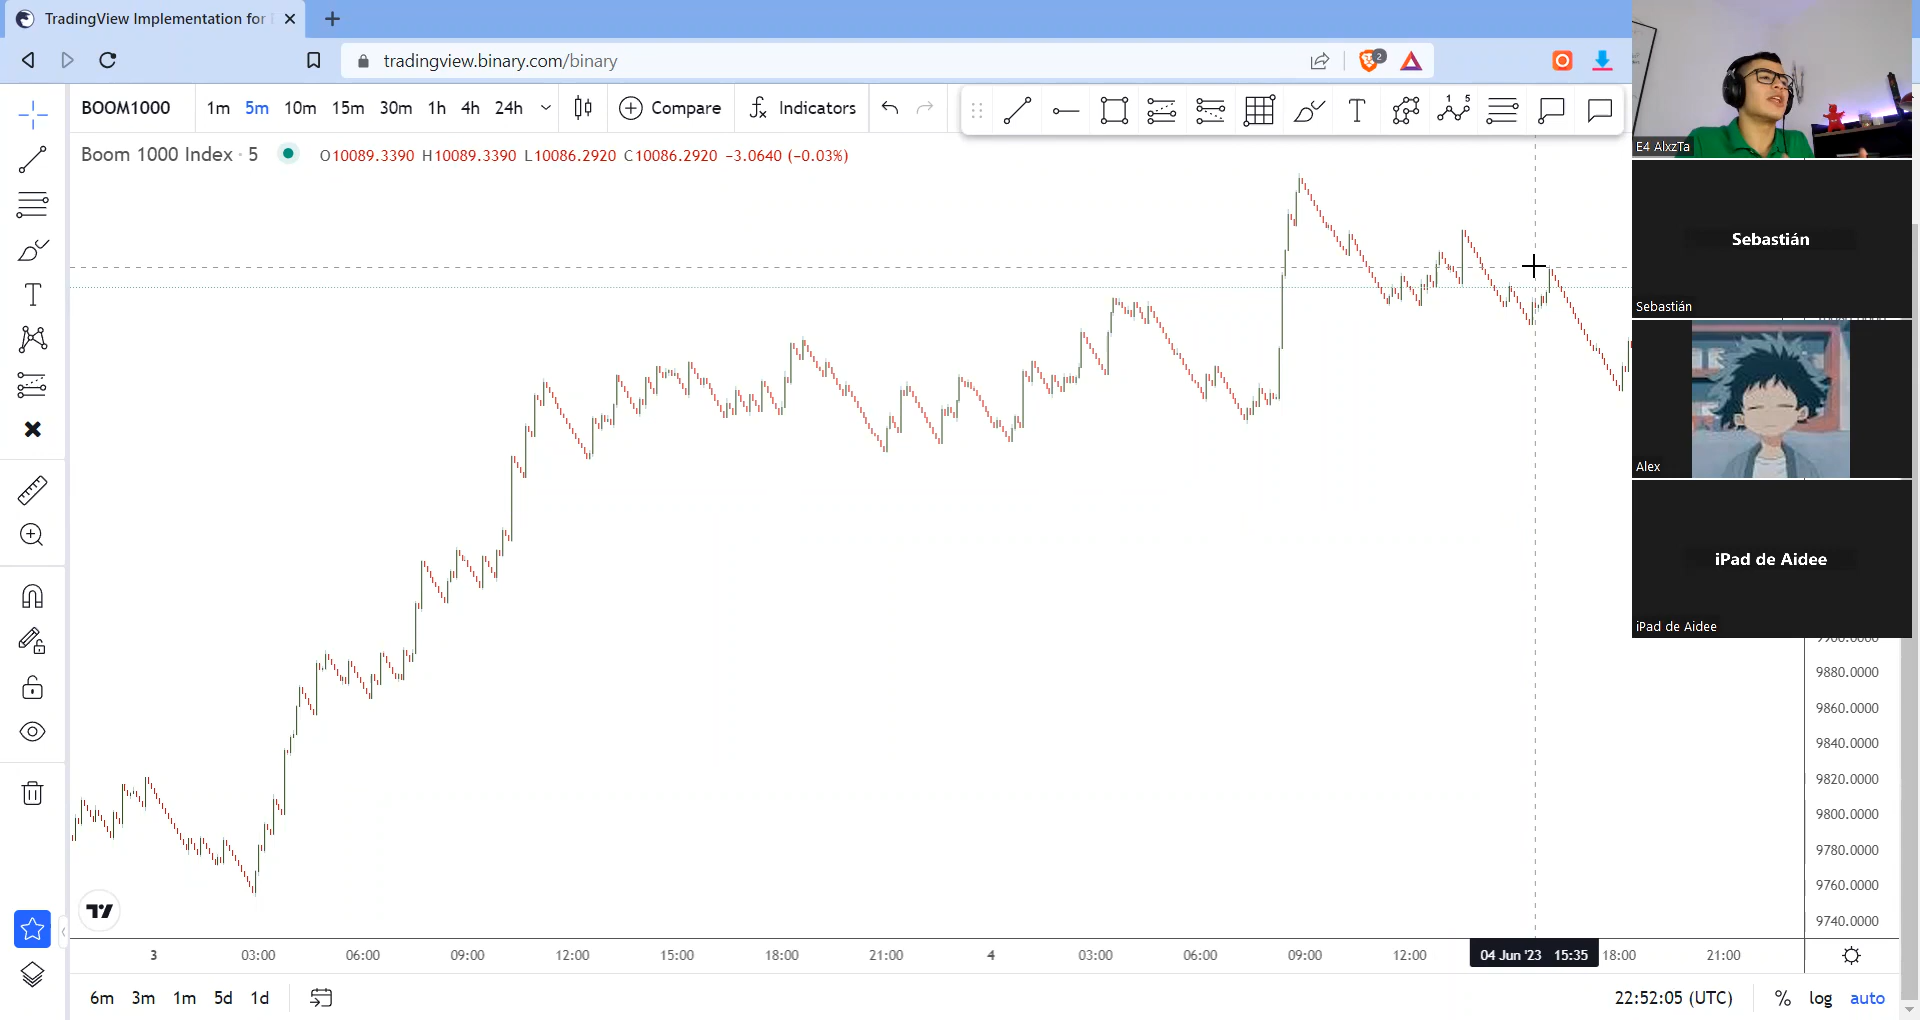 TradingView Implementation for
tradingview.binary.com/binary
2
BOOM1000 1m 5m 10m 15m 30m 1h 4h 24h Compare Indicators
Boom 1000 Index · 5 O10089.3390 H10089.3390 L10086.2920 C10086.2920 −3.0640 (−0.03%)
E4 AlxzTa
Sebastián
Sebastián
Alex
iPad de Aidee
iPad de Aidee
9880.0000
9860.0000
9840.0000
9820.0000
9800.0000
9780.0000
9760.0000
9740.0000
3 03:00 06:00 09:00 12:00 15:00 18:00 21:00 4 03:00 06:00 09:00 12:00 04 Jun '23 15:35 18:00 21:00
6m 3m 1m 5d 1d 22:52:05 (UTC) % log auto